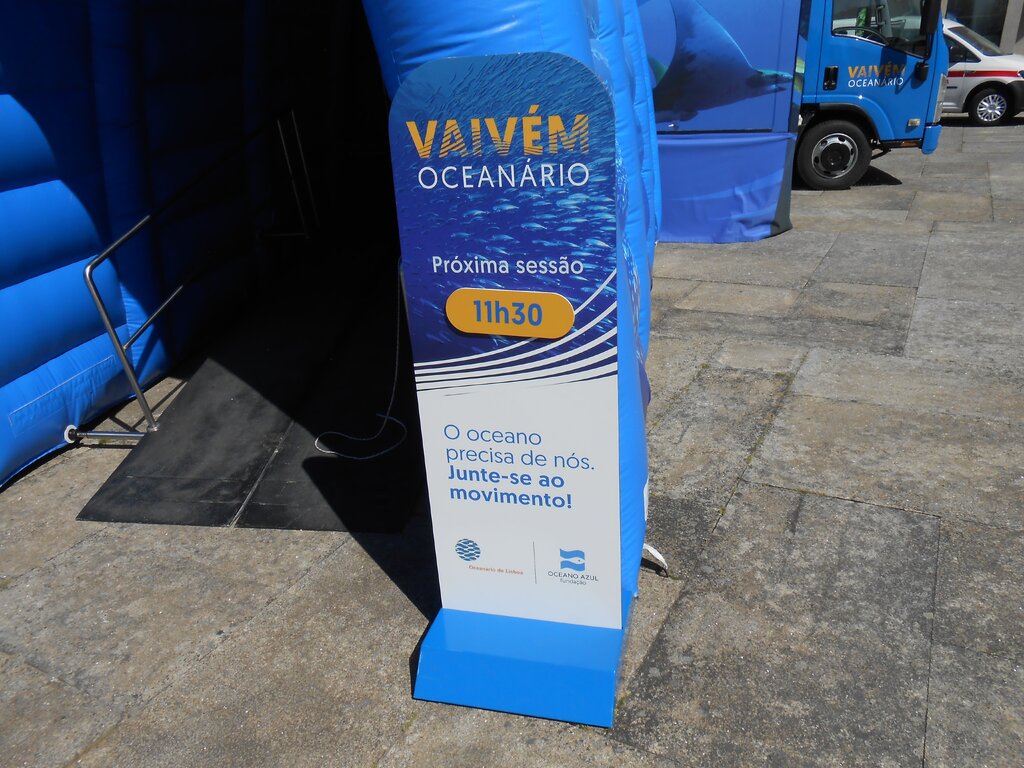 VAIVÉM
OCEANÁRIO
Próxima sessão
11h30
O oceano
precisa de nós.
Junte-se ao
movimento!
Oceanário de Lisboa
OCEANO AZUL
fundação
VAIVÉM
OCEANÁRIO